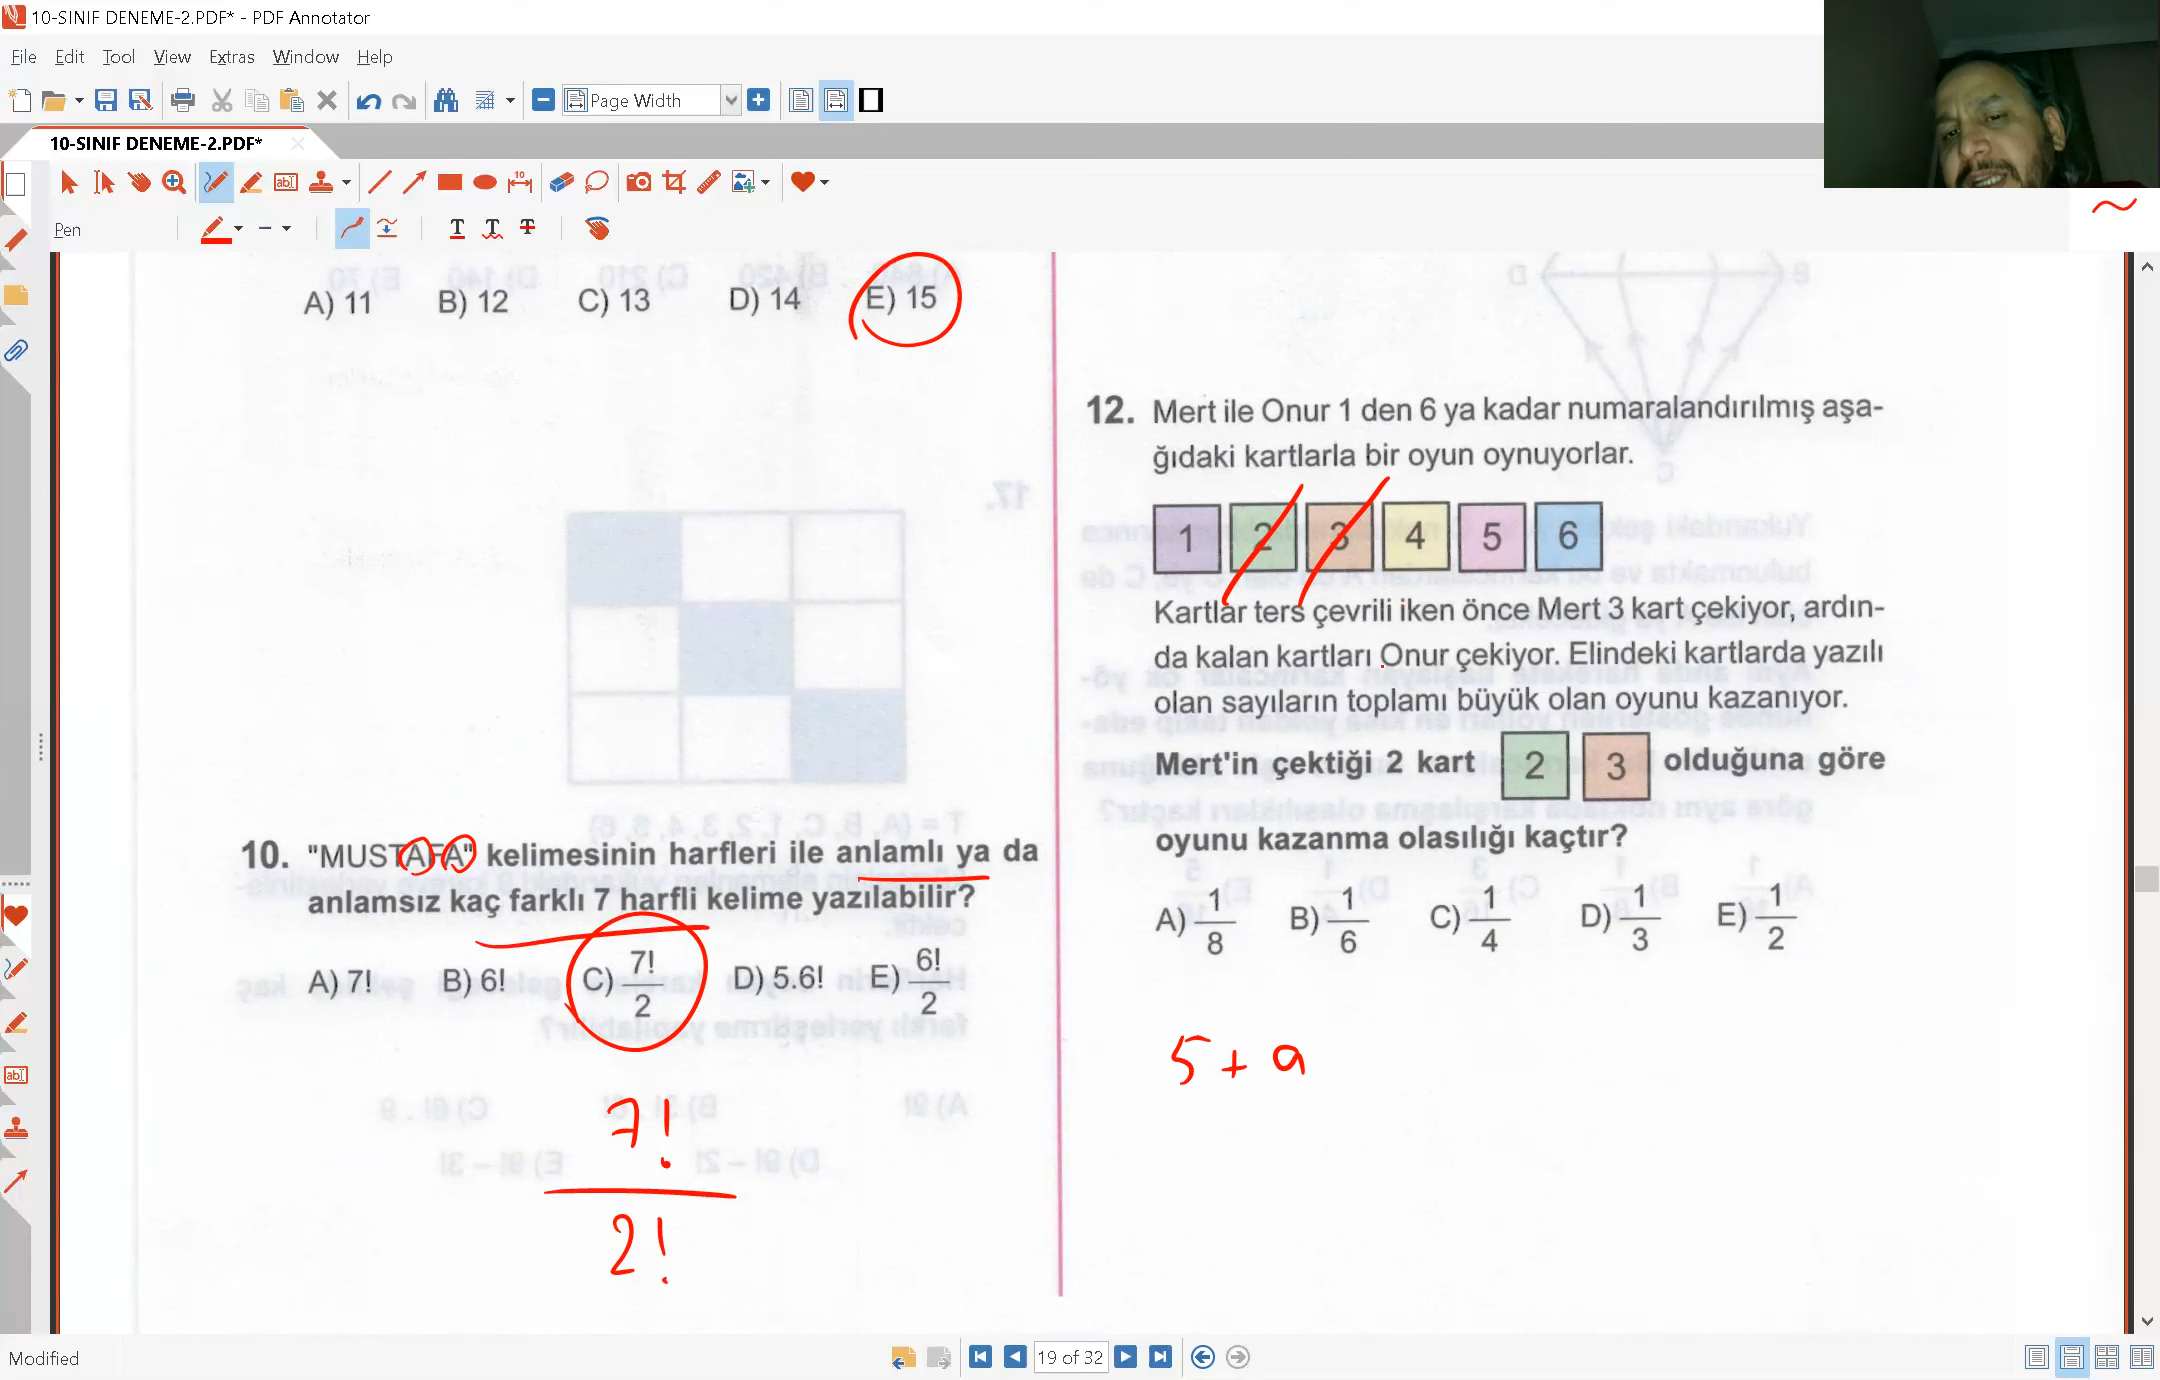 10-SINIF DENEME-2.PDF* - PDF Annotator
File Edit Tool View Extras Window Help
Page Width
10-SINIF DENEME-2.PDF*
Pen
A) 11 B) 12 C) 13 D) 14 E) 15
10. "MUSTAFA" kelimesinin harfleri ile anlamlı ya da
anlamsız kaç farklı 7 harfli kelime yazılabilir?
A) 7! B) 6! C) 7!/2 D) 5.6! E) 6!/2
7!
2!
12. Mert ile Onur 1 den 6 ya kadar numaralandırılmış aşa-
ğıdaki kartlarla bir oyun oynuyorlar.
1 2 3 4 5 6
Kartlar ters çevrili iken önce Mert 3 kart çekiyor, ardın-
da kalan kartları Onur çekiyor. Elindeki kartlarda yazılı
olan sayıların toplamı büyük olan oyunu kazanıyor.
Mert'in çektiği 2 kart 2 3 olduğuna göre
oyunu kazanma olasılığı kaçtır?
A) 1/8 B) 1/6 C) 1/4 D) 1/3 E) 1/2
5 + a
Modified
19 of 32